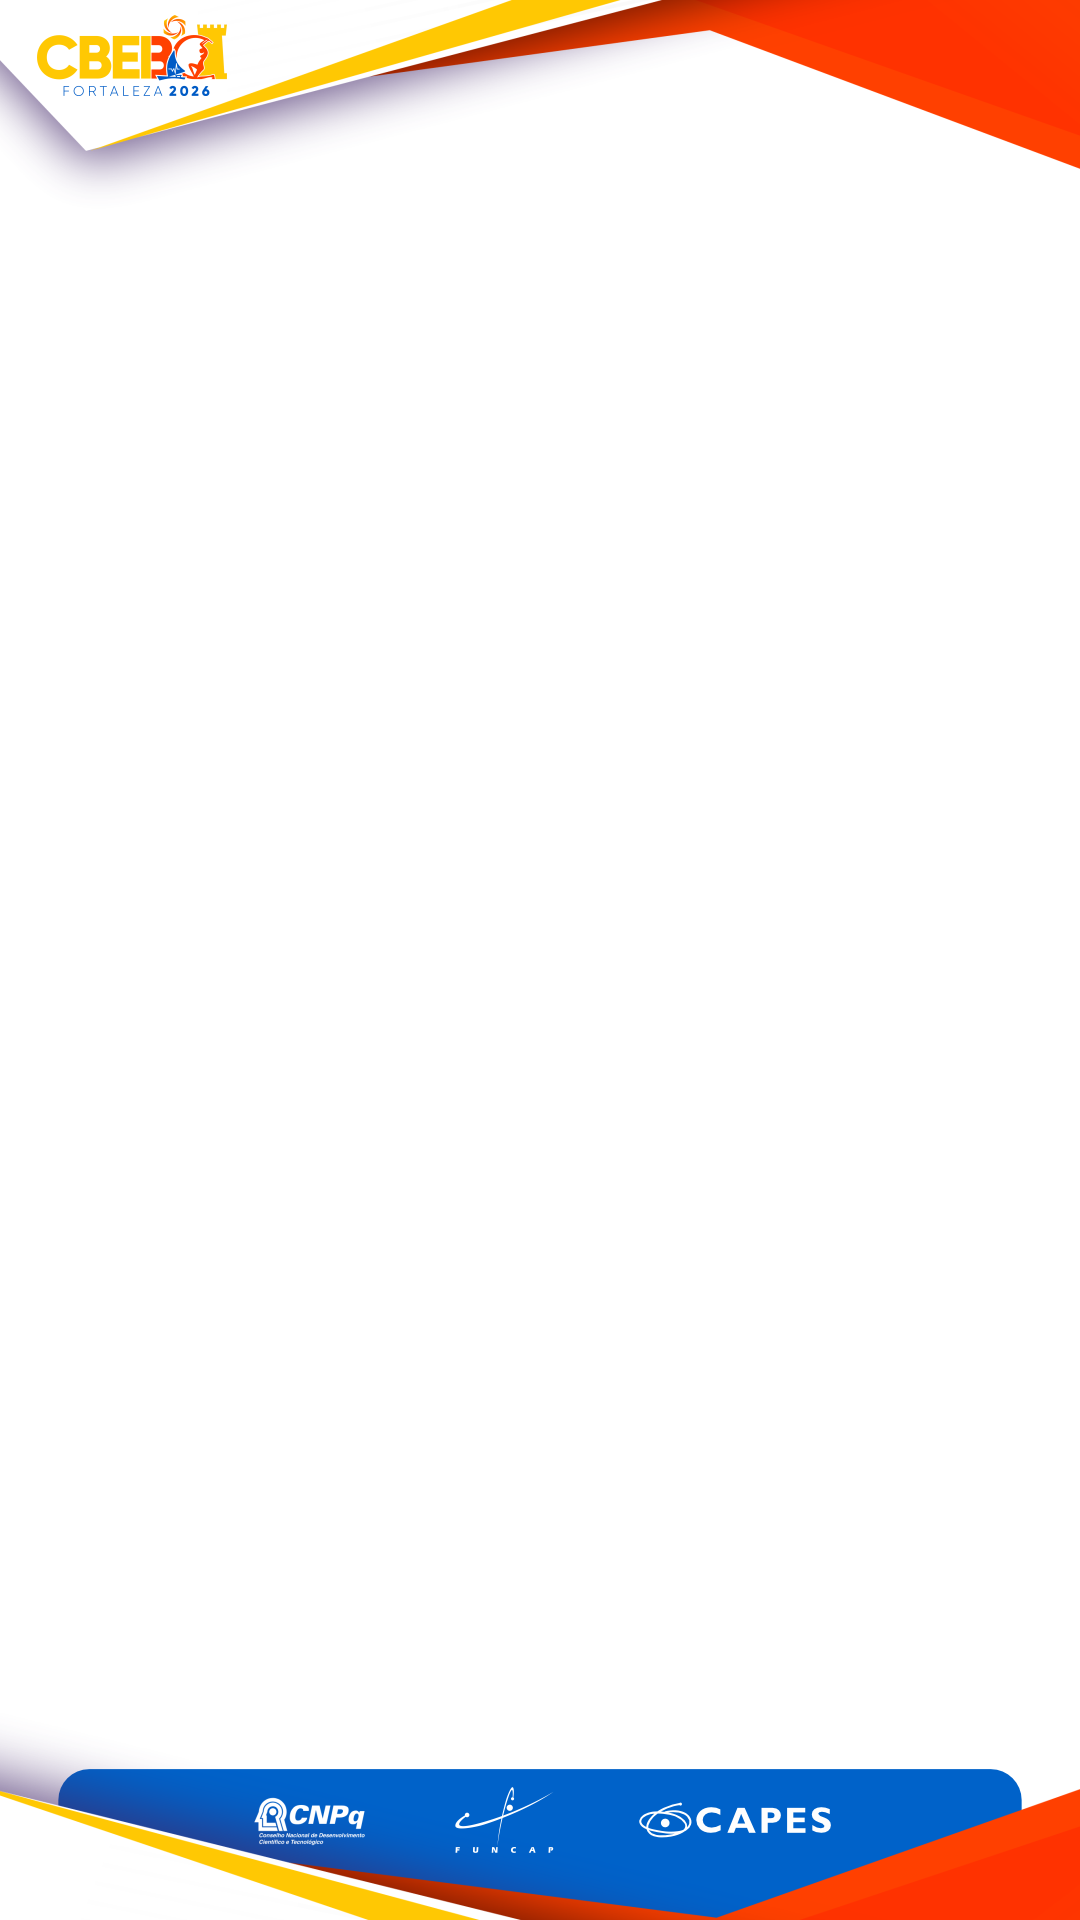 CBEB
FORTALEZA 2026
CNPq
Conselho Nacional de Desenvolvimento
Científico e Tecnológico
FUNCAP
CAPES